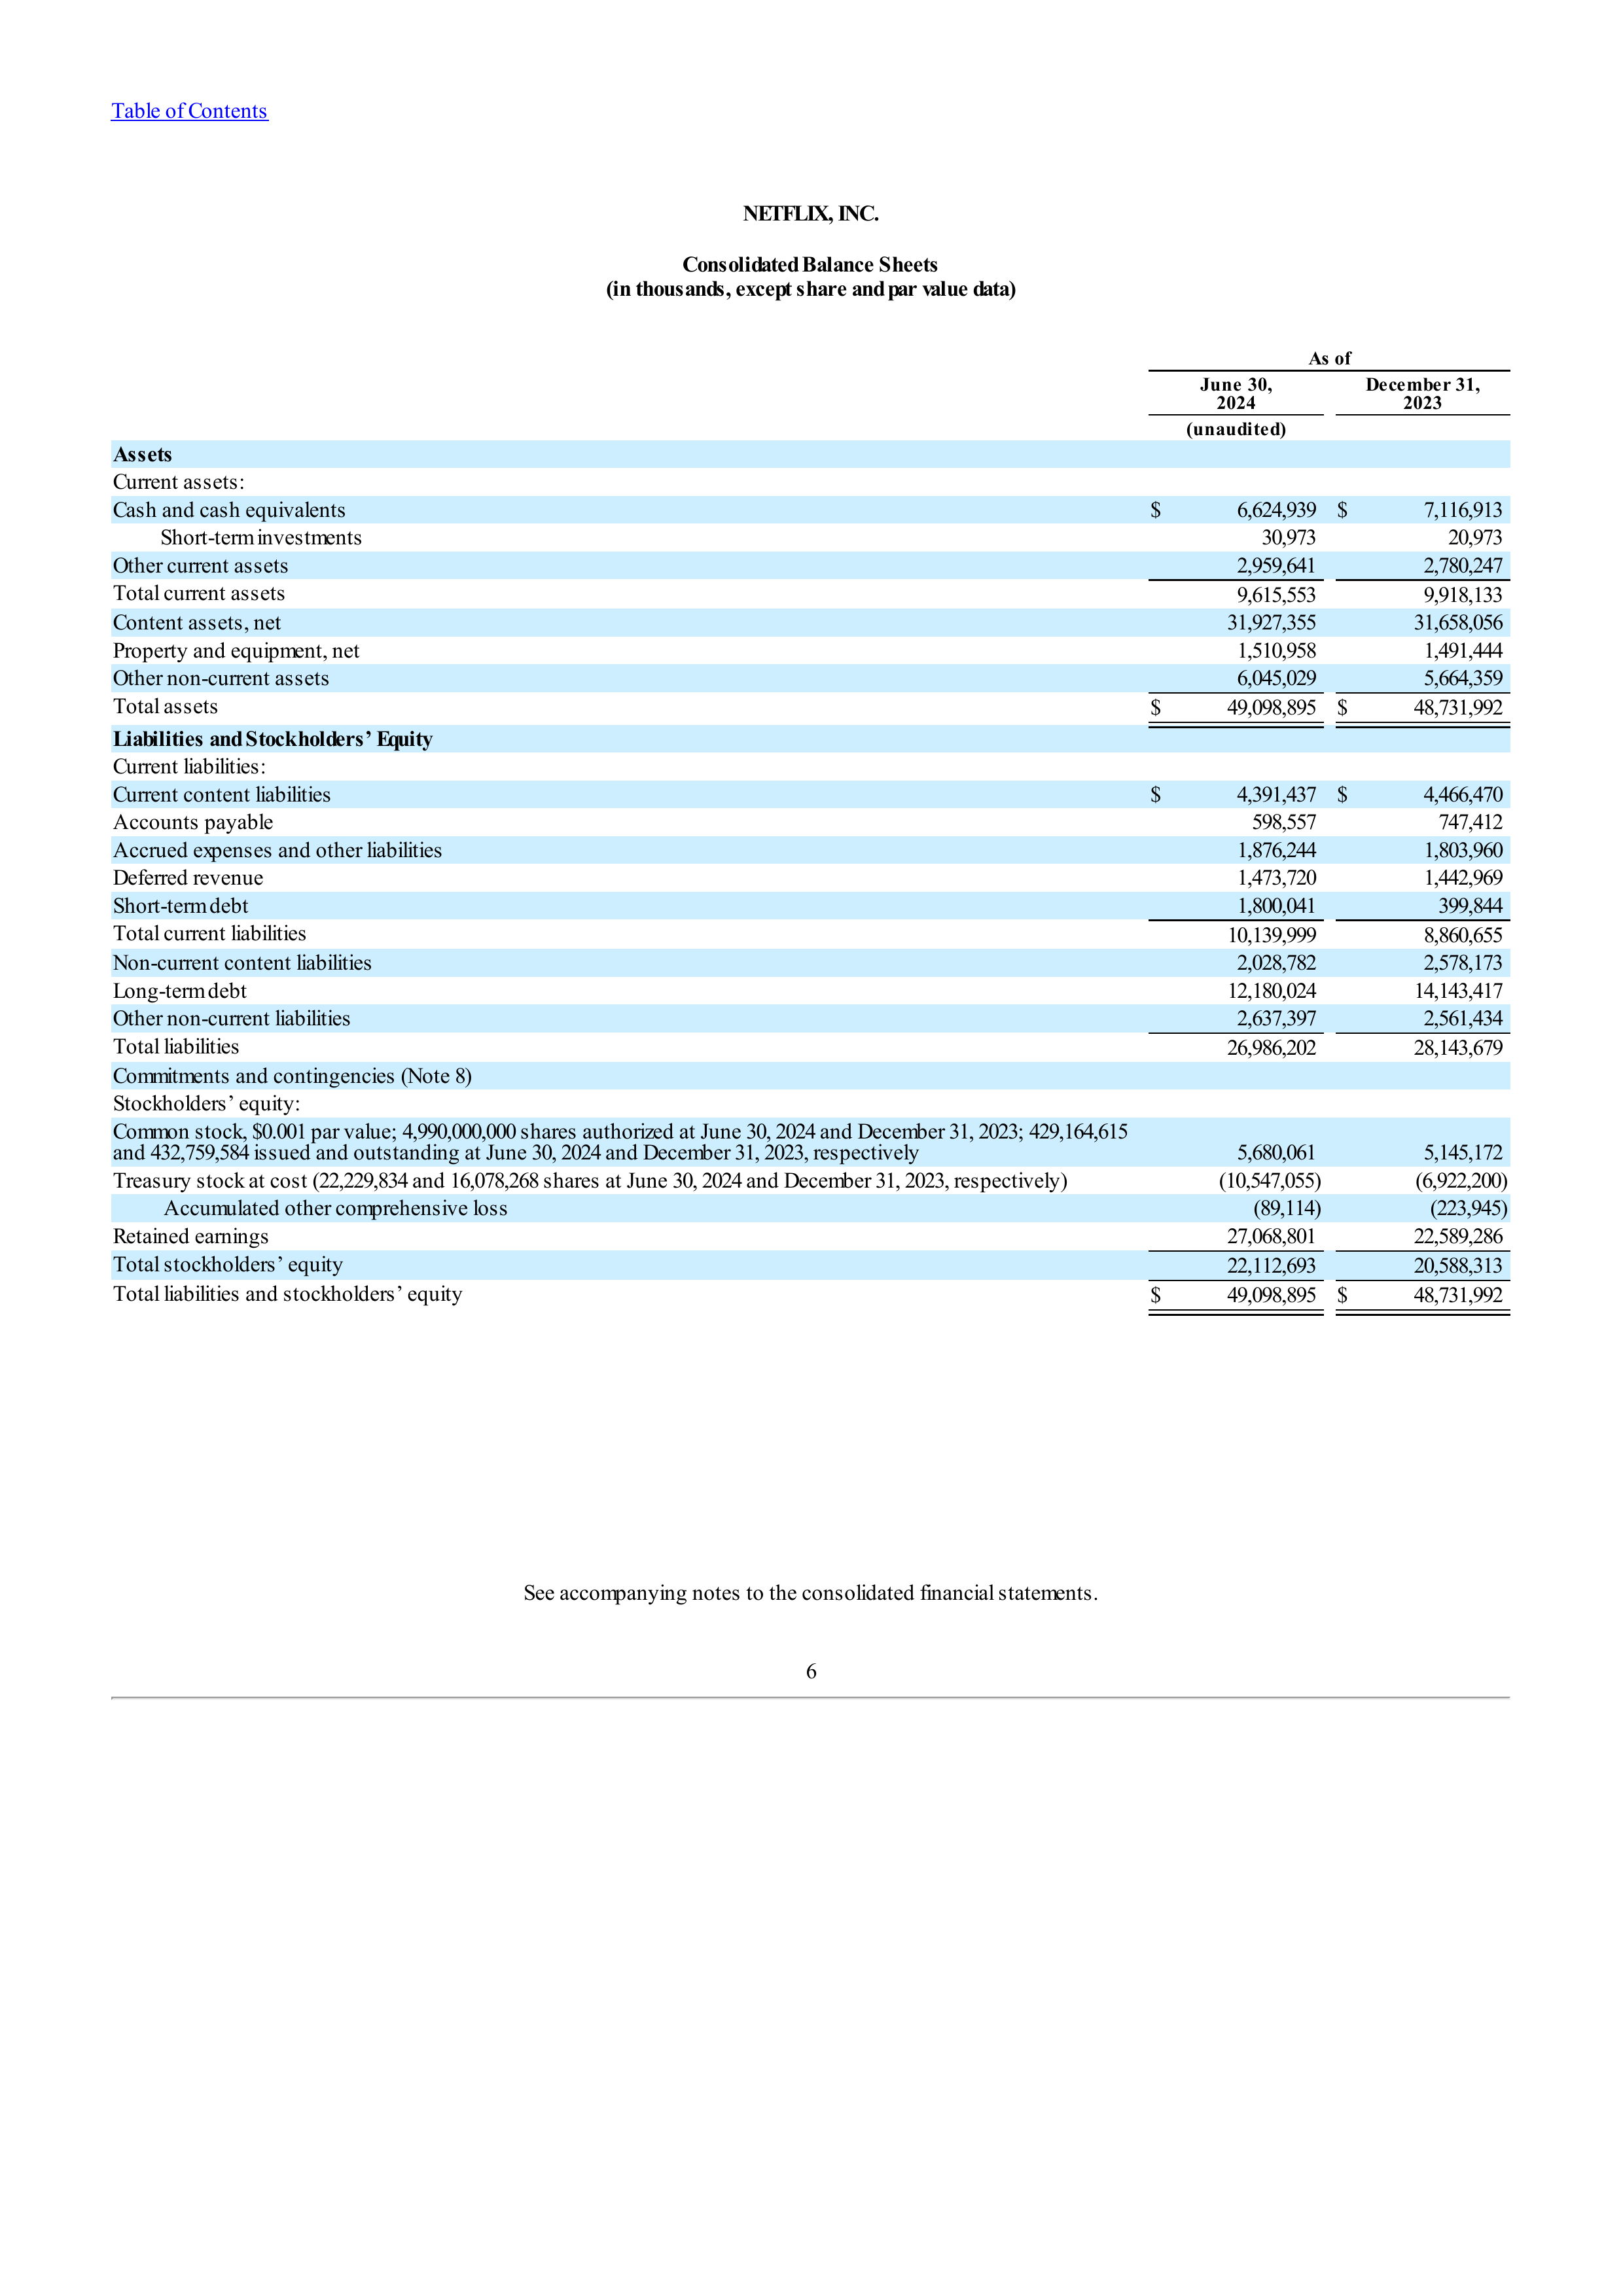 Table of Contents
NETFLIX, INC.
Consolidated Balance Sheets
(in thousands, except share and par value data)
As of
June 30, 2024 December 31, 2023
(unaudited)
Assets
Current assets:
Cash and cash equivalents $ 6,624,939 $ 7,116,913
Short-term investments 30,973 20,973
Other current assets 2,959,641 2,780,247
Total current assets 9,615,553 9,918,133
Content assets, net 31,927,355 31,658,056
Property and equipment, net 1,510,958 1,491,444
Other non-current assets 6,045,029 5,664,359
Total assets $ 49,098,895 $ 48,731,992
Liabilities and Stockholders’ Equity
Current liabilities:
Current content liabilities $ 4,391,437 $ 4,466,470
Accounts payable 598,557 747,412
Accrued expenses and other liabilities 1,876,244 1,803,960
Deferred revenue 1,473,720 1,442,969
Short-term debt 1,800,041 399,844
Total current liabilities 10,139,999 8,860,655
Non-current content liabilities 2,028,782 2,578,173
Long-term debt 12,180,024 14,143,417
Other non-current liabilities 2,637,397 2,561,434
Total liabilities 26,986,202 28,143,679
Commitments and contingencies (Note 8)
Stockholders’ equity:
Common stock, $0.001 par value; 4,990,000,000 shares authorized at June 30, 2024 and December 31, 2023; 429,164,615
and 432,759,584 issued and outstanding at June 30, 2024 and December 31, 2023, respectively 5,680,061 5,145,172
Treasury stock at cost (22,229,834 and 16,078,268 shares at June 30, 2024 and December 31, 2023, respectively) (10,547,055) (6,922,200)
Accumulated other comprehensive loss (89,114) (223,945)
Retained earnings 27,068,801 22,589,286
Total stockholders’ equity 22,112,693 20,588,313
Total liabilities and stockholders’ equity $ 49,098,895 $ 48,731,992
See accompanying notes to the consolidated financial statements.
6